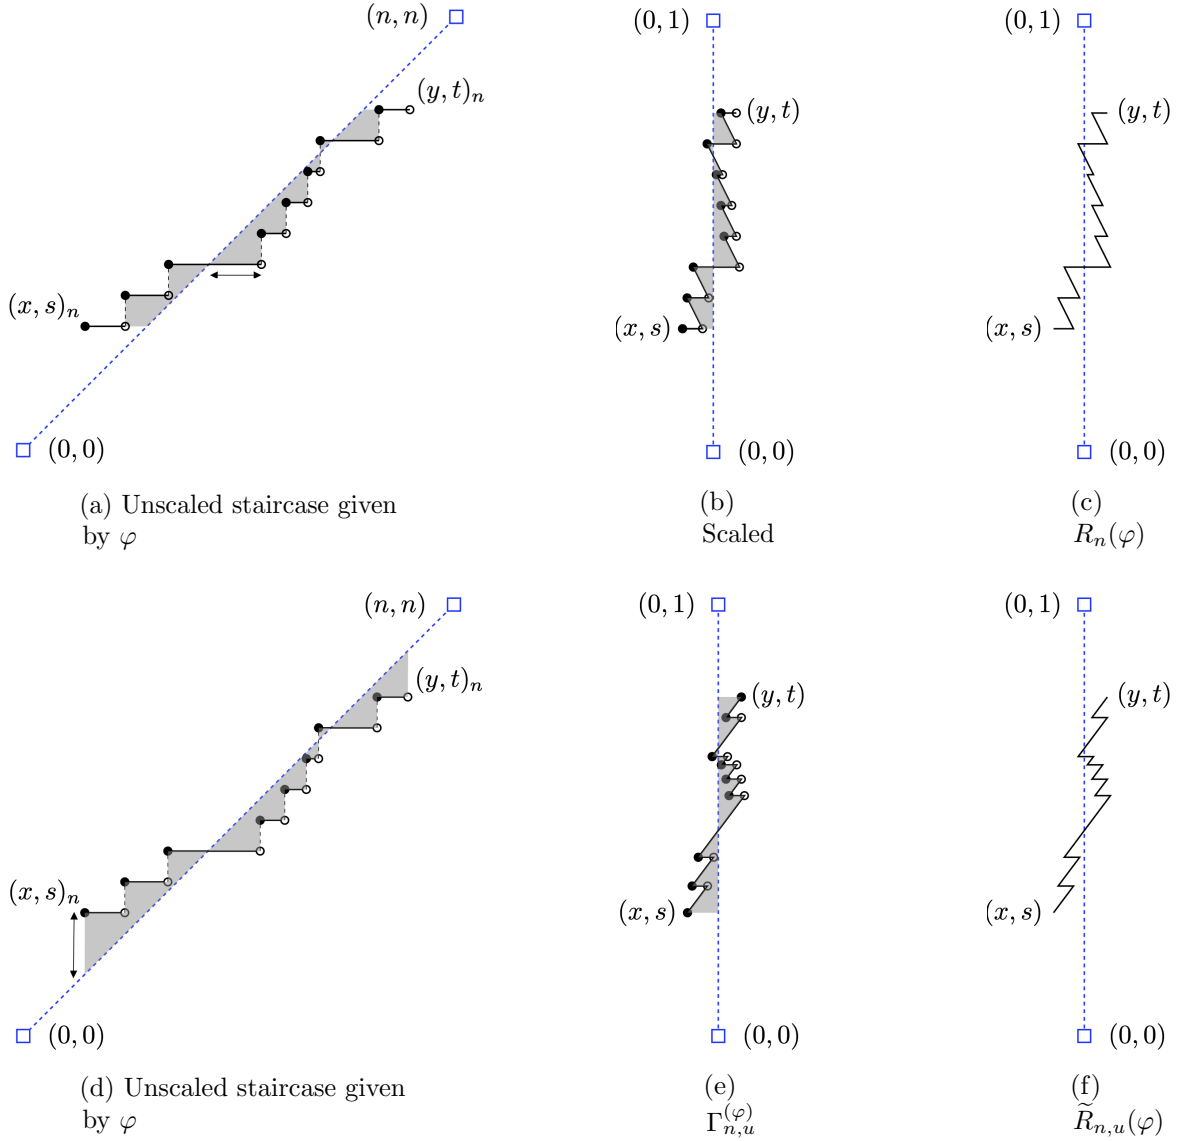 (n, n)
(0, 1)
(0, 1)
(y, t)_n
(y, t)
(y, t)
(x, s)_n
(x, s)
(x, s)
(0, 0)
(0, 0)
(0, 0)
(a) Unscaled staircase given
by φ
(b)
Scaled
(c)
R_n(φ)
(n, n)
(0, 1)
(0, 1)
(y, t)_n
(y, t)
(y, t)
(x, s)_n
(x, s)
(x, s)
(0, 0)
(0, 0)
(0, 0)
(d) Unscaled staircase given
by φ
(e)
Γ_{n,u}^{(φ)}
(f)
R̃_{n,u}(φ)